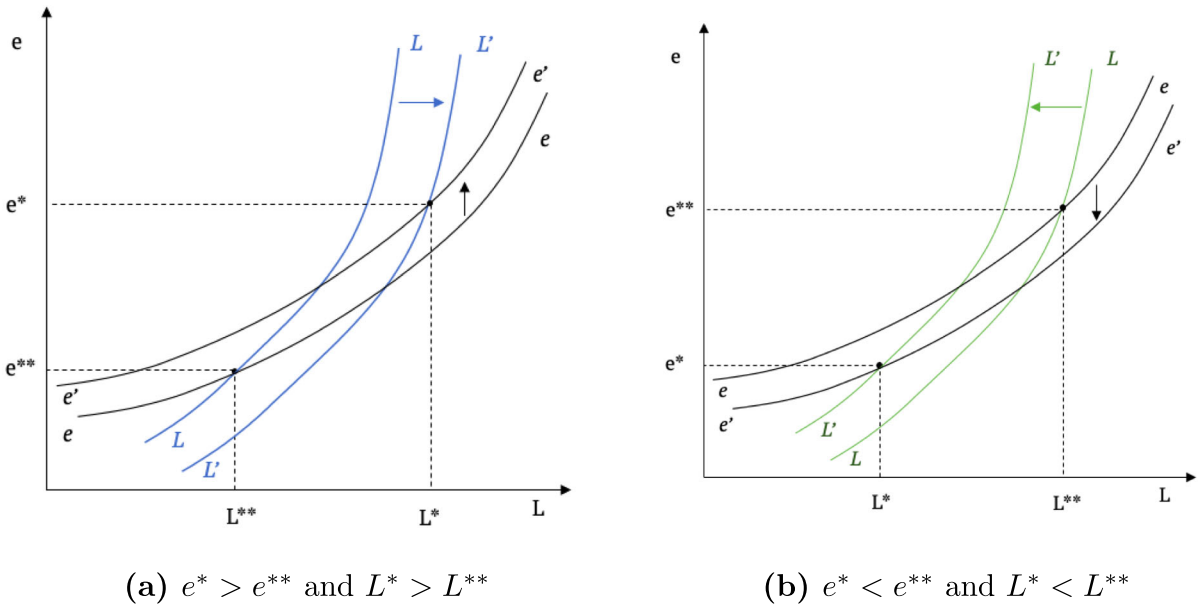 e
L
L’
e’
e
e*
e**
e’
e
L
L’
L**
L*
L
(a) e* > e** and L* > L**
e
L’
L
e
e’
e**
e*
e
e’
L’
L
L*
L**
L
(b) e* < e** and L* < L**